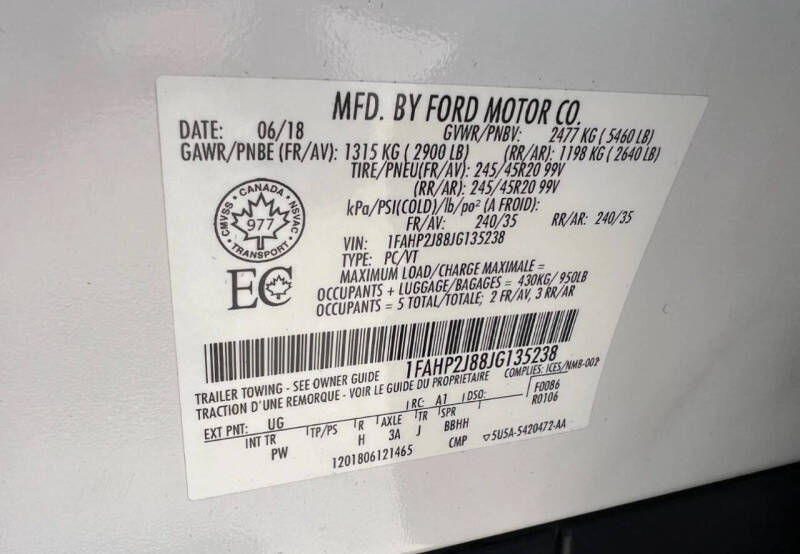 MFD. BY FORD MOTOR CO.
DATE: 06/18 GVWR/PNBV: 2477 KG ( 5460 LB)
GAWR/PNBE (FR/AV): 1315 KG ( 2900 LB) (RR/AR): 1198 KG ( 2640 LB)
TIRE/PNEU(FR/AV): 245/45R20 99V
(RR/AR): 245/45R20 99V
kPa/PSI(COLD)/lb/po² (A FROID):
FR/AV: 240/35 RR/AR: 240/35
VIN: 1FAHP2J88JG135238
TYPE: PC/VT
MAXIMUM LOAD/CHARGE MAXIMALE =
OCCUPANTS + LUGGAGE/BAGAGES = 430KG/ 950LB
OCCUPANTS = 5 TOTAL/TOTALE; 2 FR/AV, 3 RR/AR
CANADA
CMVSS NSVAC
977
TRANSPORT
EC
1FAHP2J88JG135238
TRAILER TOWING - SEE OWNER GUIDE COMPLIES: ICES/NMB-002
TRACTION D'UNE REMORQUE - VOIR LE GUIDE DU PROPRIÉTAIRE
RC: A1 DSO: F0086
R0106
EXT PNT: UG TP/PS R AXLE TR SPR
INT TR PW H 3A J BBHH
1201806121465 CMP ▽5U5A-5420472-AA